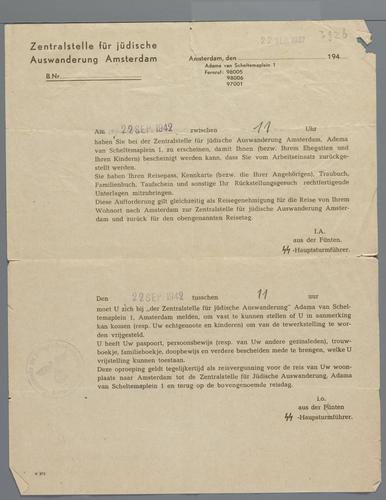 Zentralstelle für jüdische
Auswanderung Amsterdam
B.Nr.
22 SEP. 1942
Amsterdam, den 194
Adama van Scheltemaplein 1
Fernruf: 98005
98006
97001
Am 22 SEP. 1942 zwischen 11 Uhr
haben Sie bei der Zentralstelle für jüdische Auswanderung Amsterdam, Adema
van Scheltemaplein 1, zu erscheinen, damit Ihnen (bezw. Ihrem Ehegatten und
Ihren Kindern) bescheinigt werden kann, dass Sie vom Arbeitseinsatz zurückge-
stellt werden.
Sie haben Ihren Reisepass, Kennkarte (bezw. die Ihrer Angehörigen), Traubuch,
Familienbuch, Taufschein und sonstige Ihr Rückstellungsgesuch rechtfertigende
Unterlagen mitzubringen.
Diese Aufforderung gilt gleichzeitig als Reisegenehmigung für die Reise von Ihrem
Wohnort nach Amsterdam zur Zentralstelle für jüdische Auswanderung Amster-
dam und zurück für den obengenannten Reisetag.
I.A.
aus der Fünten.
SS-Hauptsturmführer.
Den 22 SEP. 1942 tusschen 11 uur
moet U zich bij „der Zentralstelle für jüdische Auswanderung” Adama van Schel-
temaplein 1, Amsterdam melden, om vast te kunnen stellen of U in aanmerking
kan komen (resp. Uw echtgenoote en kinderen) om van de tewerkstelling te wor-
den vrijgesteld.
U heeft Uw paspoort, persoonsbewijs (resp. van Uw andere gezinsleden), trouw-
boekje, familieboekje, doopbewijs en verdere bescheiden mede te brengen, welke U
vrijstelling kunnen toestaan.
Deze oproeping geldt tegelijkertijd als reisvergunning voor de reis van Uw woon-
plaats naar Amsterdam tot de Zentralstelle für Jüdische Auswanderung, Adama
van Scheltemaplein 1 en terug op de bovengenoemde reisdag.
i.o.
aus der Fünten
SS-Hauptsturmführer.